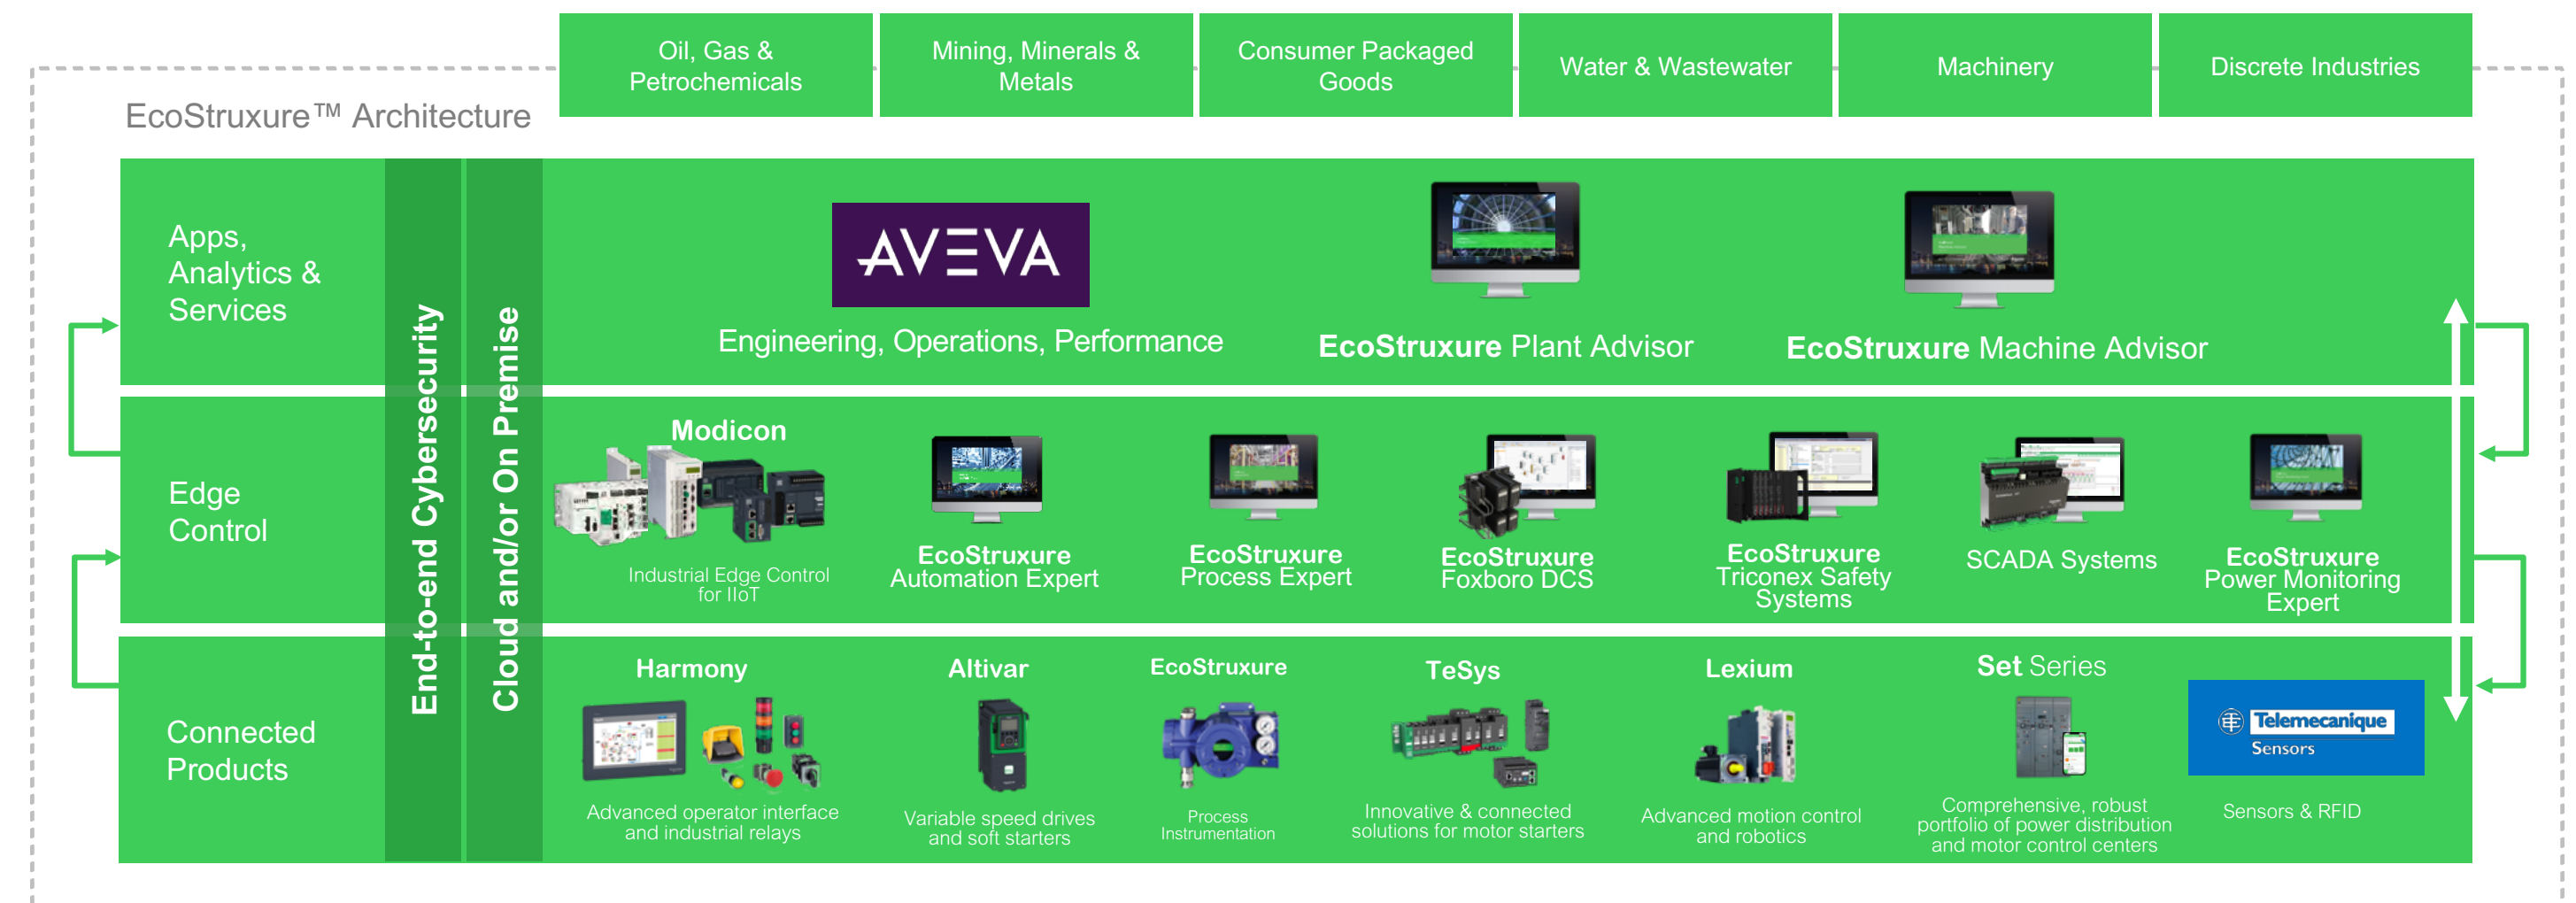 Oil, Gas &
Petrochemicals
Mining, Minerals &
Metals
Consumer Packaged
Goods
Water & Wastewater
Machinery
Discrete Industries
EcoStruxure™ Architecture
Apps,
Analytics &
Services
End-to-end Cybersecurity
Cloud and/or On Premise
AVEVA
Engineering, Operations, Performance
EcoStruxure Plant Advisor
EcoStruxure Machine Advisor
Edge
Control
Modicon
Industrial Edge Control
for IIoT
EcoStruxure
Automation Expert
EcoStruxure
Process Expert
EcoStruxure
Foxboro DCS
EcoStruxure
Triconex Safety
Systems
SCADA Systems
EcoStruxure
Power Monitoring
Expert
Connected
Products
Harmony
Advanced operator interface
and industrial relays
Altivar
Variable speed drives
and soft starters
EcoStruxure
Process
Instrumentation
TeSys
Innovative & connected
solutions for motor starters
Lexium
Advanced motion control
and robotics
Set Series
Comprehensive, robust
portfolio of power distribution
and motor control centers
Telemecanique
Sensors
Sensors & RFID